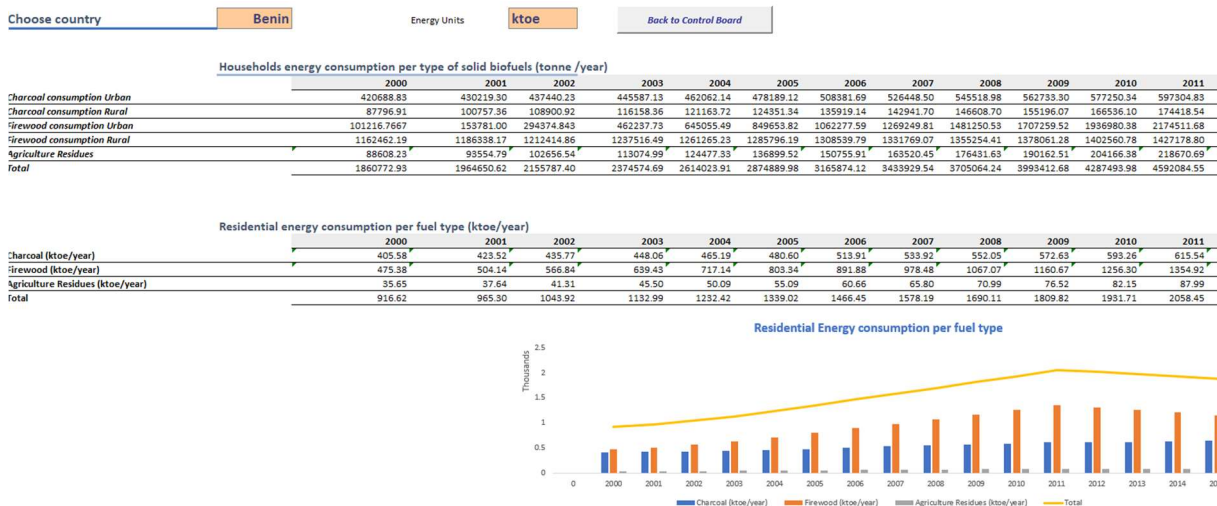 Choose country Benin Energy Units ktoe Back to Control Board
Households energy consumption per type of solid biofuels (tonne /year)
2000 2001 2002 2003 2004 2005 2006 2007 2008 2009 2010 2011
Charcoal consumption Urban 420688.83 430219.30 437440.23 445587.13 462062.14 478189.12 508381.69 526448.50 545518.98 562733.30 577250.34 597304.83
Charcoal consumption Rural 87796.91 100757.36 108900.92 116158.36 121163.72 124351.34 135919.14 142941.70 146608.70 155196.07 166536.10 174418.54
Firewood consumption Urban 101216.7667 153781.00 294374.843 462237.73 645055.49 849653.82 1062277.59 1269249.81 1481250.53 1707259.52 1936980.38 2174511.68
Firewood consumption Rural 1162462.19 1186338.17 1212414.86 1237516.49 1261265.23 1285796.19 1308539.79 1331769.07 1355254.41 1378061.28 1402560.78 1427178.80
Agriculture Residues 88608.23 93554.79 102656.54 113074.99 124477.33 136899.52 150755.91 163520.45 176431.63 190162.51 204166.38 218670.69
Total 1860772.93 1964650.62 2155787.40 2374574.69 2614023.91 2874889.98 3165874.12 3433929.54 3705064.24 3993412.68 4287493.98 4592084.55
Residential energy consumption per fuel type (ktoe/year)
2000 2001 2002 2003 2004 2005 2006 2007 2008 2009 2010 2011
Charcoal (ktoe/year) 405.58 423.52 435.77 448.06 465.19 480.60 513.91 533.92 552.05 572.63 593.26 615.54
Firewood (ktoe/year) 475.38 504.14 566.84 639.43 717.14 803.34 891.88 978.48 1067.07 1160.67 1256.30 1354.92
Agriculture Residues (ktoe/year) 35.65 37.64 41.31 45.50 50.09 55.09 60.66 65.80 70.99 76.52 82.15 87.99
Total 916.62 965.30 1043.92 1132.99 1232.42 1339.02 1466.45 1578.19 1690.11 1809.82 1931.71 2058.45
Residential Energy consumption per fuel type
Thousands
2.5
2
1.5
1
0.5
0
0 2000 2001 2002 2003 2004 2005 2006 2007 2008 2009 2010 2011 2012 2013 2014 20
Charcoal (ktoe/year) Firewood (ktoe/year) Agriculture Residues (ktoe/year) Total